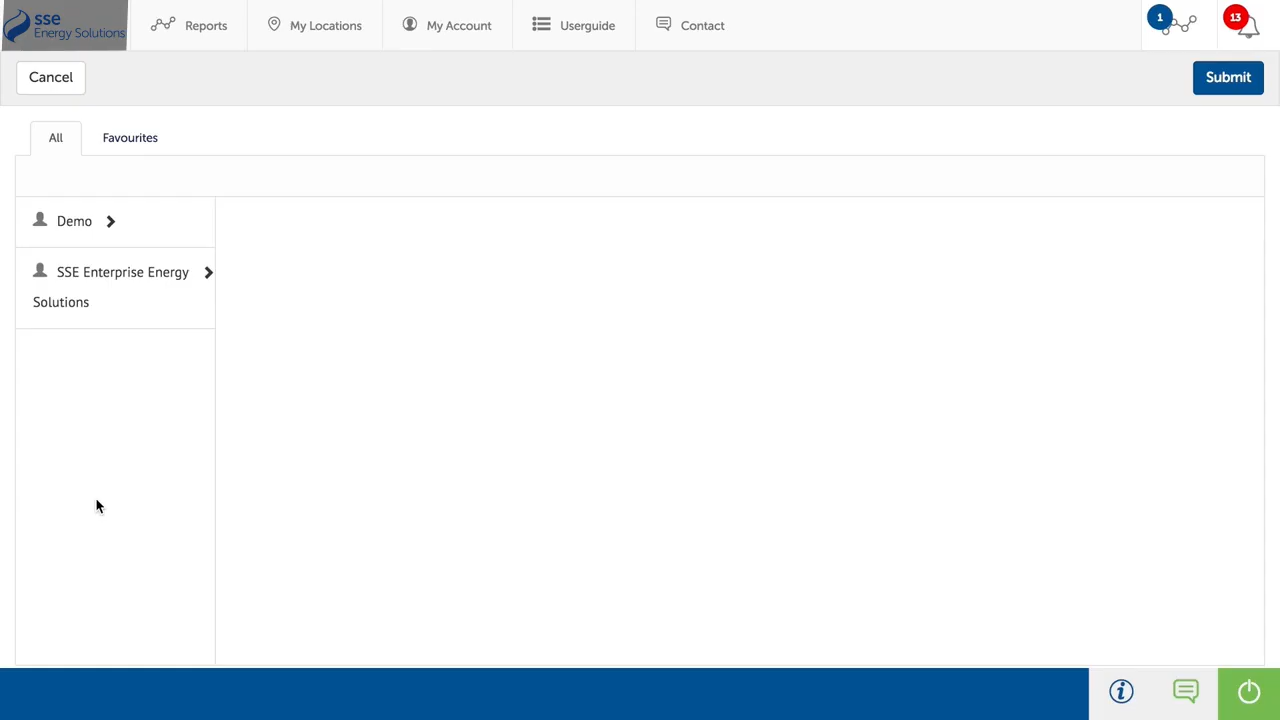 sse
Energy Solutions
Reports
My Locations
My Account
Userguide
Contact
1
13
Cancel
Submit
All
Favourites
Demo
SSE Enterprise Energy
Solutions